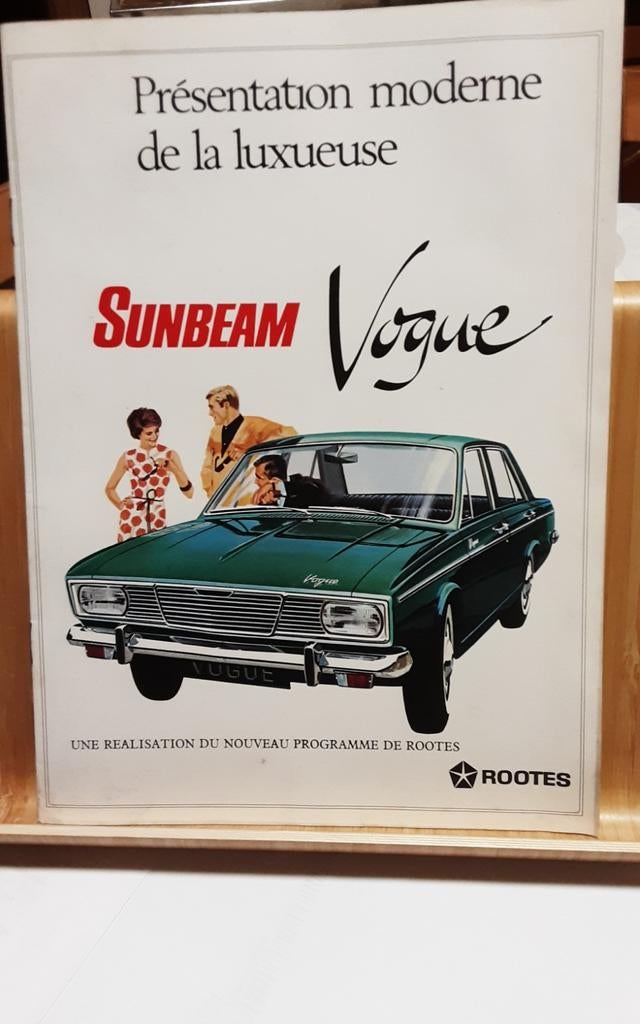 Présentation moderne
de la luxueuse
SUNBEAM Vogue
Vogue
VOGUE
UNE REALISATION DU NOUVEAU PROGRAMME DE ROOTES
ROOTES